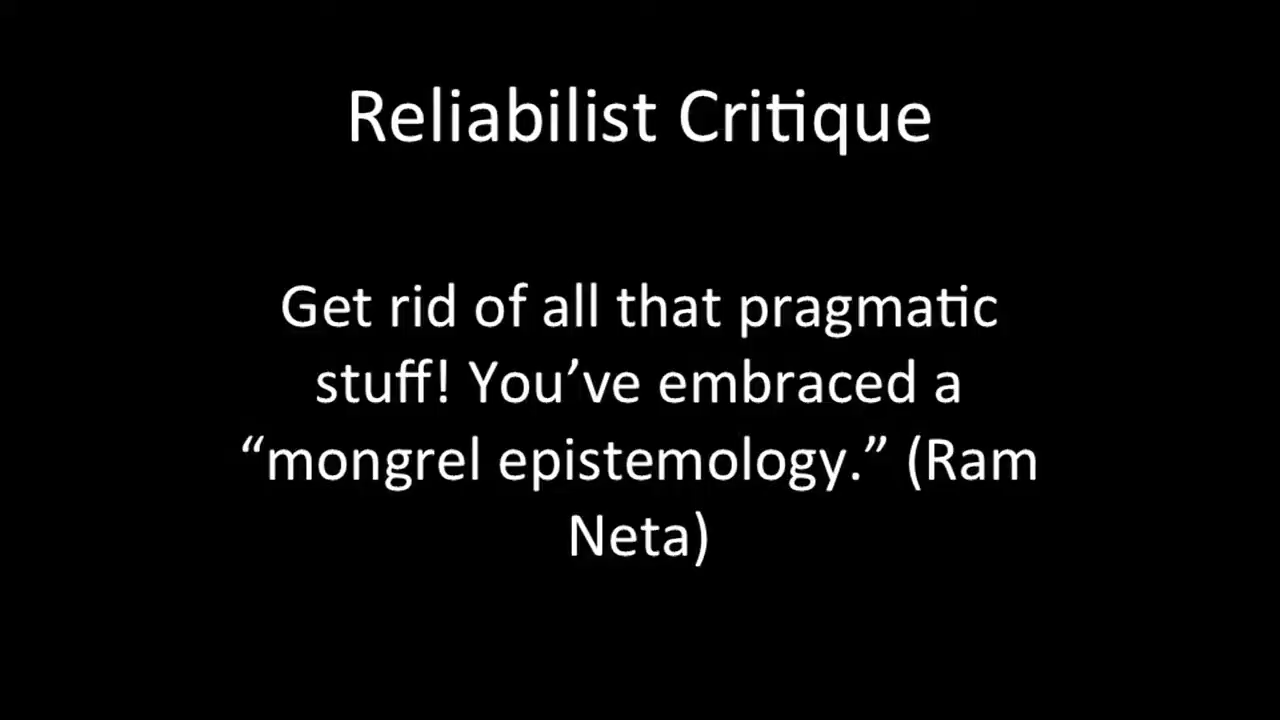 Reliabilist Critique
Get rid of all that pragmatic
stuff! You’ve embraced a
“mongrel epistemology.” (Ram
Neta)